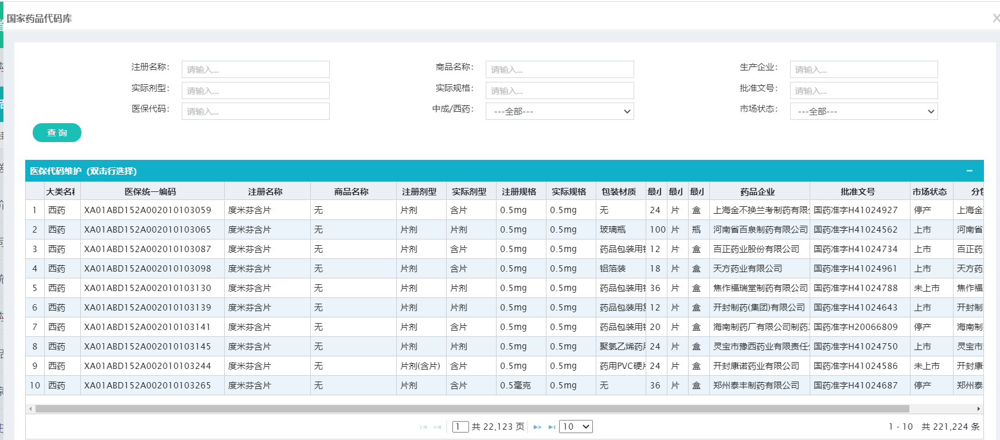 国家药品代码库
X
注册名称： 请输入... 商品名称： 请输入... 生产企业： 请输入...
实际剂型： 请输入... 实际规格： 请输入... 批准文号： 请输入...
医保代码： 请输入... 中成/西药： ---全部--- 市场状态： ---全部---
查 询
医保代码维护 (双击行选择)
大类名称 医保统一编码 注册名称 商品名称 注册剂型 实际剂型 注册规格 实际规格 包装材质 最小 最小 最小 药品企业 批准文号 市场状态 分包
1 西药 XA01ABD152A002010103059 度米芬含片 无 片剂 含片 0.5mg 0.5mg 无 24 片 盒 上海金不换兰考制药有限公 国药准字H41024927 停产 上海金
2 西药 XA01ABD152A002010103065 度米芬含片 无 片剂 片剂 0.5mg 0.5mg 玻璃瓶 100 片 瓶 河南省百泉制药有限公司 国药准字H41024562 上市 河南省
3 西药 XA01ABD152A002010103087 度米芬含片 无 片剂 含片 0.5mg 0.5mg 药品包装用 12 片 盒 百正药业股份有限公司 国药准字H41024734 上市 百正药
4 西药 XA01ABD152A002010103098 度米芬含片 无 片剂 含片 0.5mg 0.5mg 铝箔装 18 片 盒 天方药业有限公司 国药准字H41024961 上市 天方药
5 西药 XA01ABD152A002010103130 度米芬含片 无 片剂 片剂 0.5mg 0.5mg 药品包装用 36 片 盒 焦作福瑞堂制药有限公司 国药准字H41024788 未上市 焦作福
6 西药 XA01ABD152A002010103139 度米芬含片 无 片剂 片剂 0.5mg 0.5mg 药品包装用 12 片 盒 开封制药(集团)有限公司 国药准字H41024643 上市 开封制
7 西药 XA01ABD152A002010103141 度米芬含片 无 片剂 含片 0.5mg 0.5mg 药品包装用 20 片 盒 海南制药厂有限公司制药 国药准字H20066809 停产 海南制
8 西药 XA01ABD152A002010103145 度米芬含片 无 片剂 片剂 0.5mg 0.5mg 聚氯乙烯药用 24 片 盒 灵宝市豫西药业有限责任公 国药准字H41024750 上市 灵宝市
9 西药 XA01ABD152A002010103244 度米芬含片 无 片剂(含片) 含片 0.5mg 0.5mg 药用PVC硬片 24 片 盒 开封康诺药业有限公司 国药准字H41024586 未上市 开封康
10 西药 XA01ABD152A002010103265 度米芬含片 无 片剂 含片 0.5毫克 0.5mg 无 36 片 盒 郑州泰丰制药有限公司 国药准字H41024687 停产 郑州泰
1 共 22,123 页 10 1 - 10 共 221,224 条